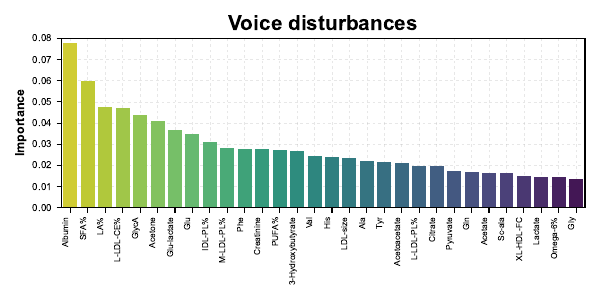 Voice disturbances
Importance
0.08
0.07
0.06
0.05
0.04
0.03
0.02
0.01
0.00
Albumin
SFA%
LA%
L-LDL-CE%
GlycA
Acetone
Glu-lactate
Glu
IDL-PL%
M-LDL-PL%
Phe
Creatinine
PUFA%
3-Hydroxybutyrate
Val
His
LDL-size
Ala
Tyr
Acetoacetate
L-LDL-PL%
Citrate
Pyruvate
Gln
Acetate
Sc-ala
XL-HDL-FC
Lactate
Omega-6%
Gly